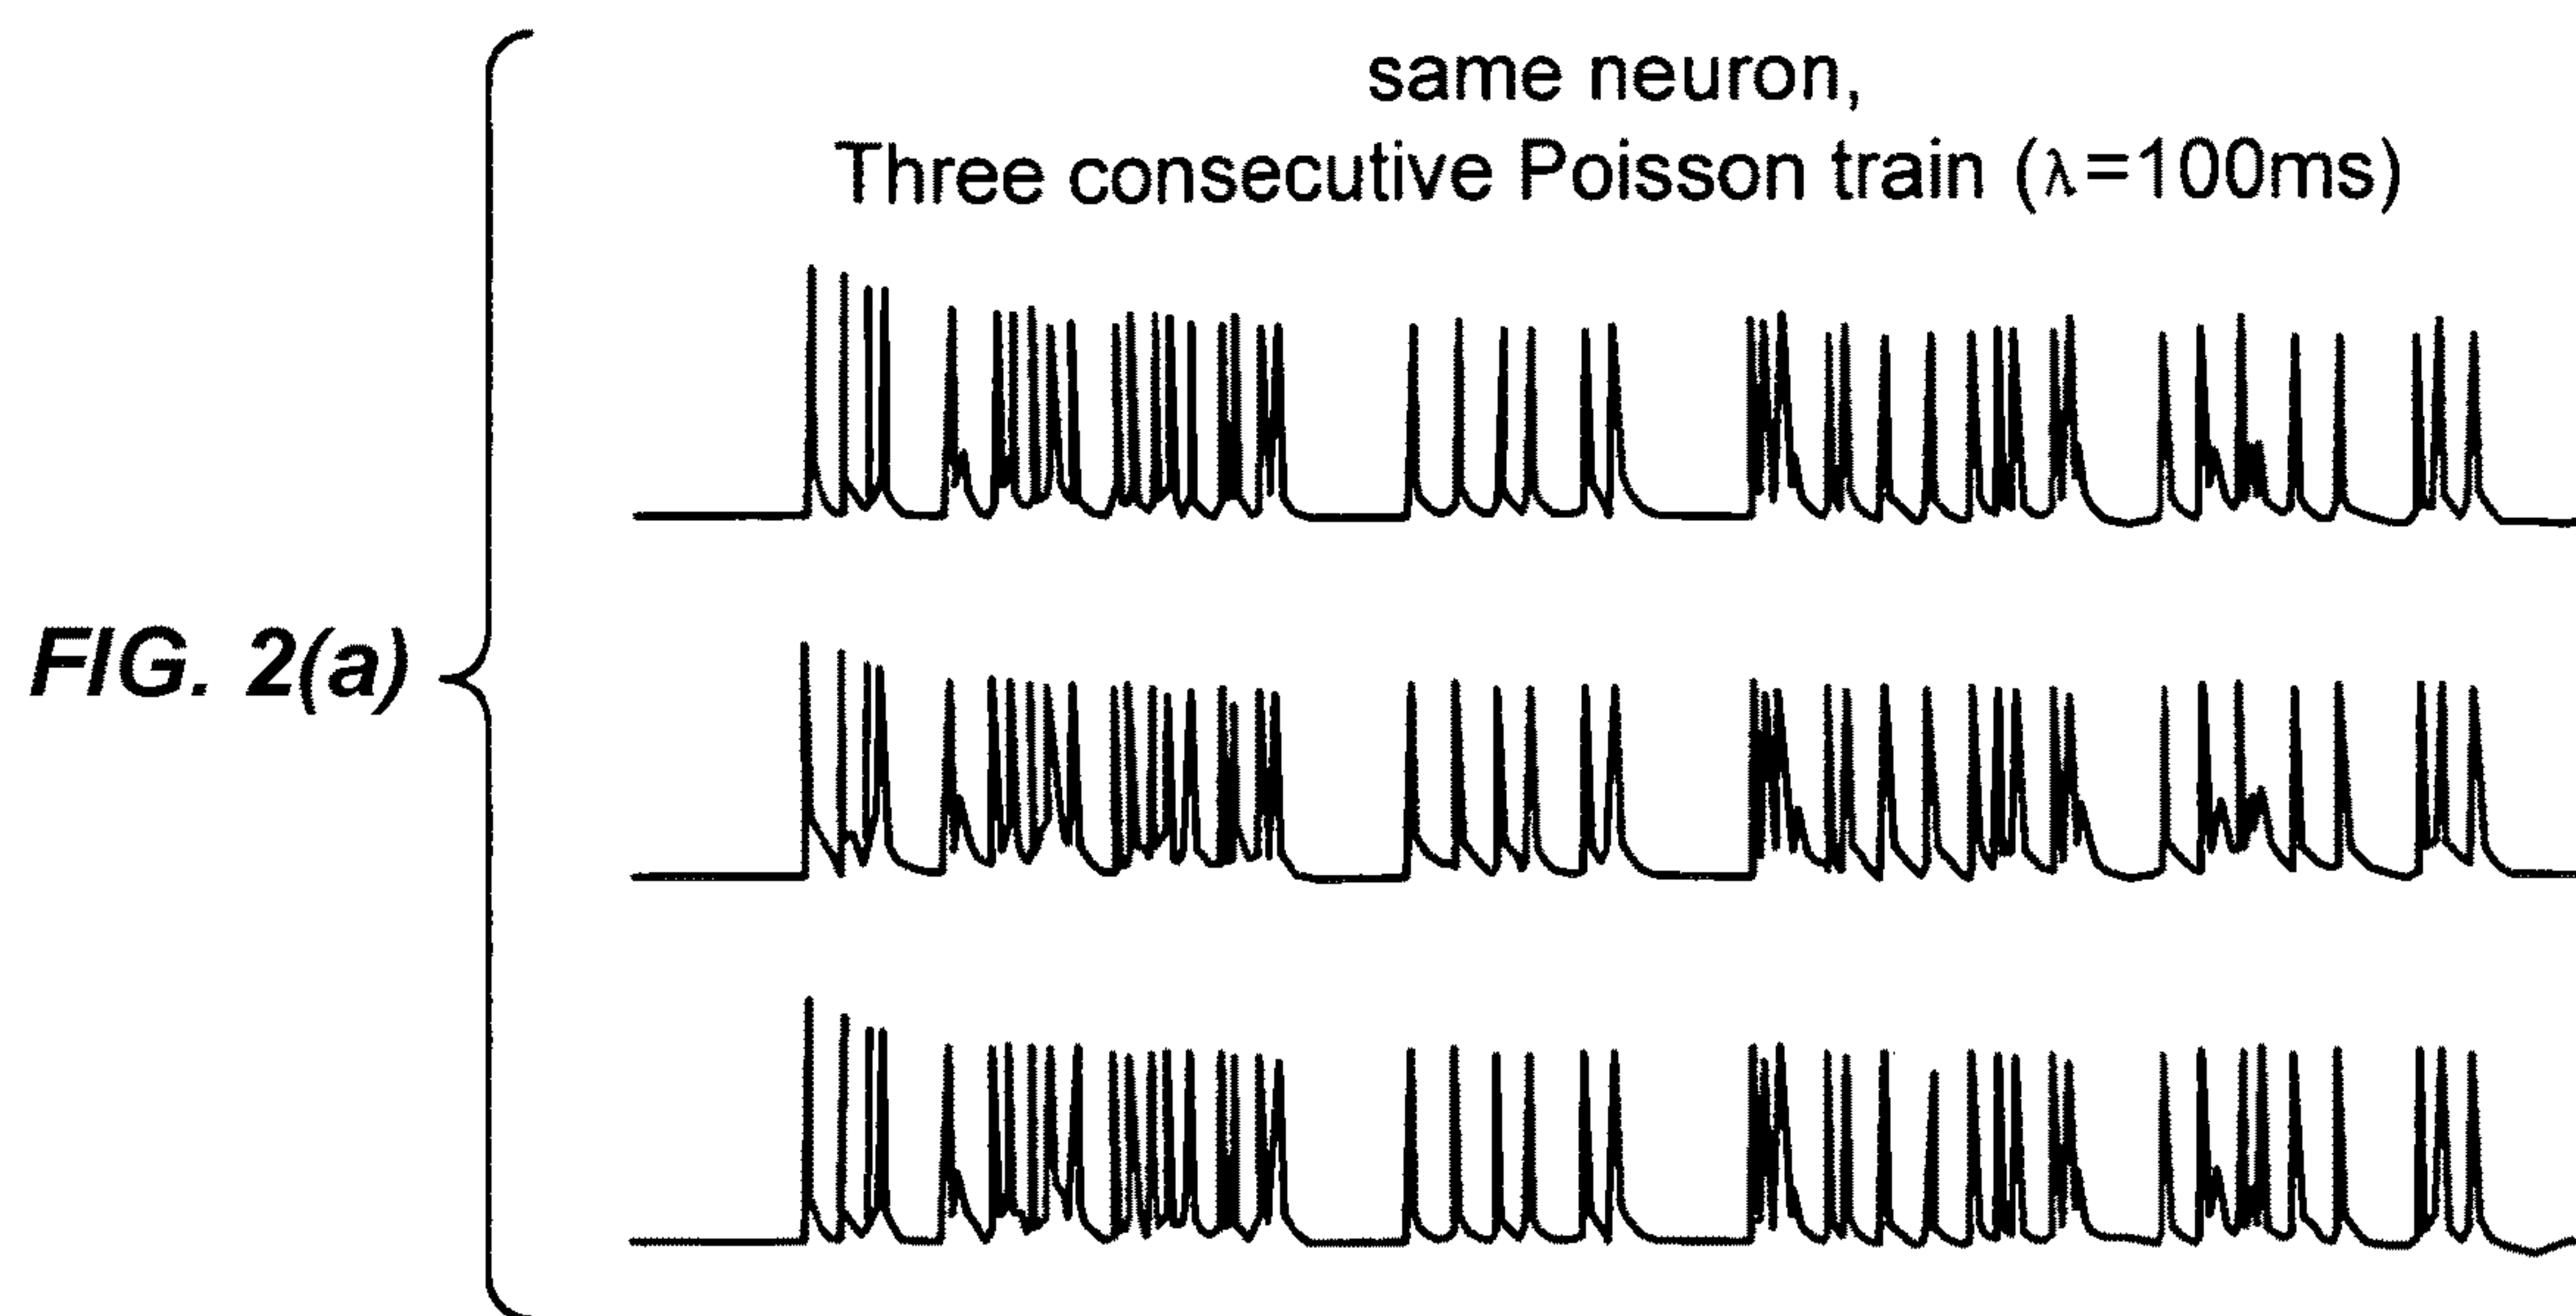 same neuron,
Three consecutive Poisson train (λ=100ms)
FIG. 2(a)